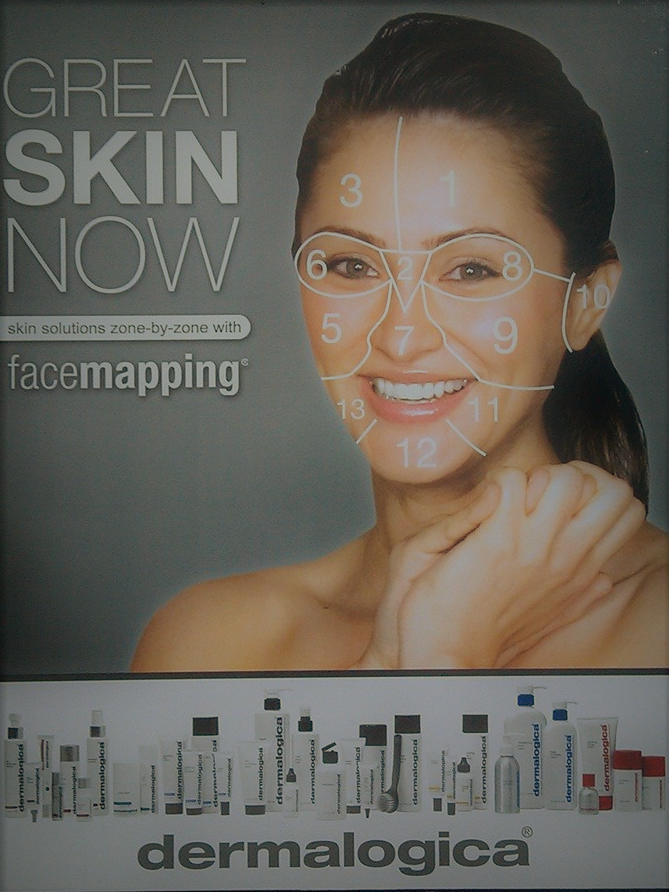 GREAT
SKIN
NOW
skin solutions zone-by-zone with
facemapping®
3 1
6 2 8
10
5 7 9
13 11
12
dermalogica®